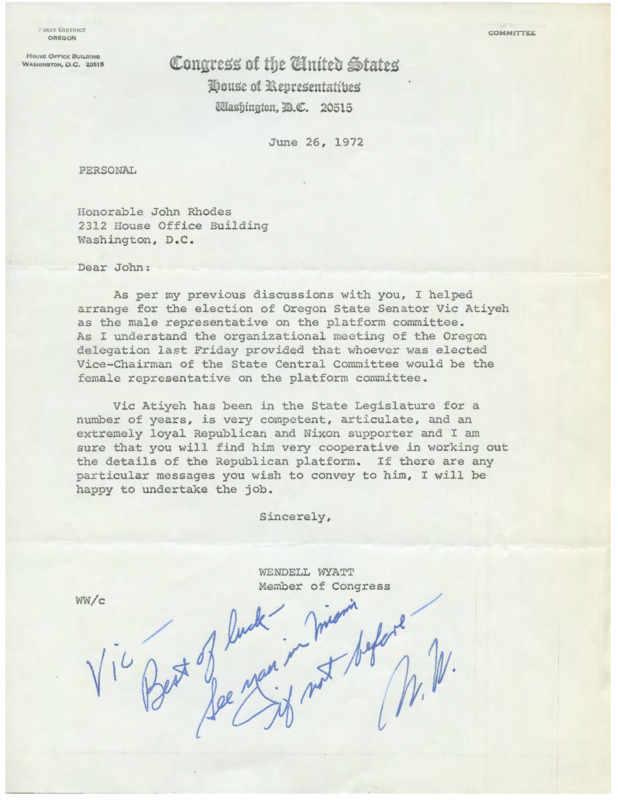 FIRST DISTRICT
OREGON
HOUSE OFFICE BUILDING
WASHINGTON, D.C. 20515
COMMITTEE
Congress of the United States
House of Representatives
Washington, D.C. 20515
June 26, 1972
PERSONAL
Honorable John Rhodes
2312 House Office Building
Washington, D.C.
Dear John:
As per my previous discussions with you, I helped
arrange for the election of Oregon State Senator Vic Atiyeh
as the male representative on the platform committee.
As I understand the organizational meeting of the Oregon
delegation last Friday provided that whoever was elected
Vice-Chairman of the State Central Committee would be the
female representative on the platform committee.
Vic Atiyeh has been in the State Legislature for a
number of years, is very competent, articulate, and an
extremely loyal Republican and Nixon supporter and I am
sure that you will find him very cooperative in working out
the details of the Republican platform. If there are any
particular messages you wish to convey to him, I will be
happy to undertake the job.
Sincerely,
WENDELL WYATT
Member of Congress
WW/c
Vic —
Best of luck —
See you in Miami
if not before —
W. W.